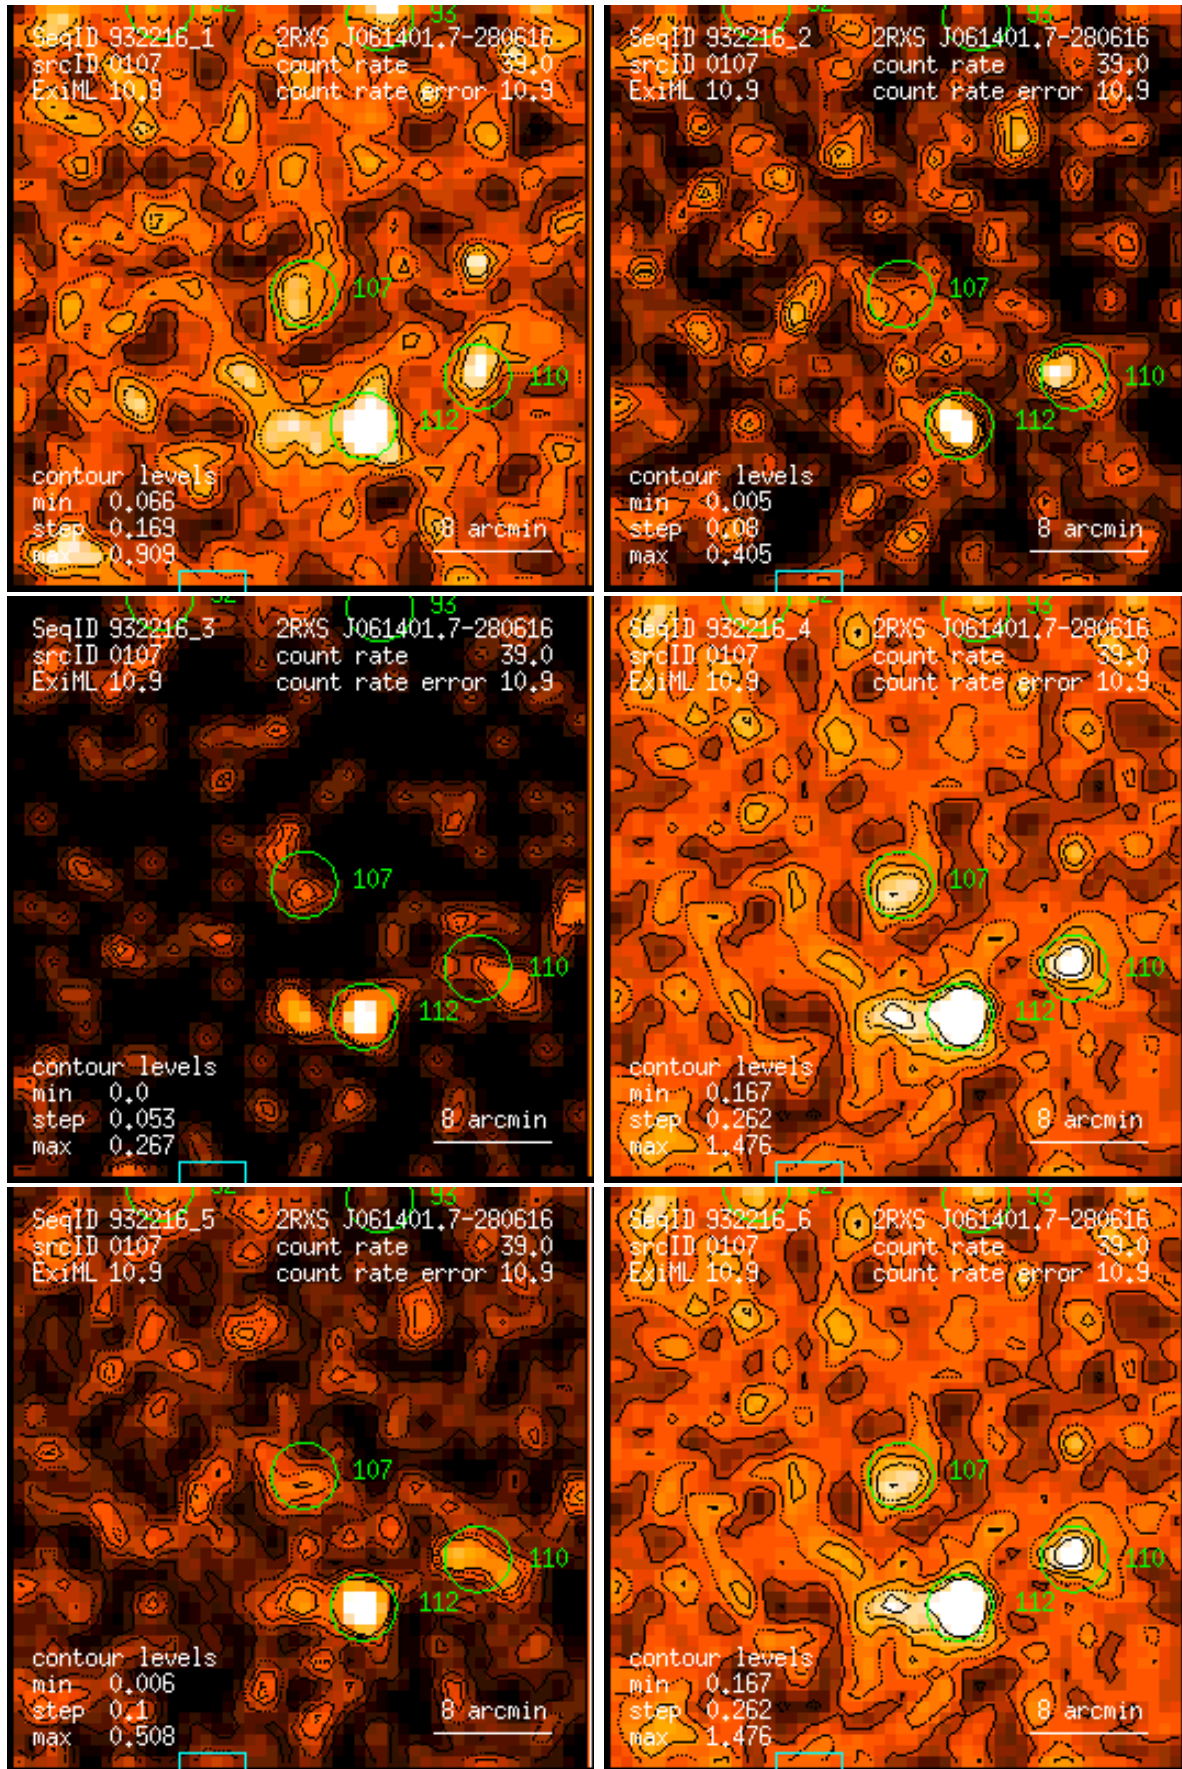 92 93
SeqID 932216_1 2RXS J061401.7-280616
srcID 0107 count rate 39.0
ExiML 10.9 count rate error 10.9
107
110
112
contour levels
min 0.066
step 0.169 8 arcmin
max 0.909
93
SeqID 932216_2 2RXS J061401.7-280616
srcID 0107 count rate 39.0
ExiML 10.9 count rate error 10.9
107
110
112
contour levels
min 0.005
step 0.08 8 arcmin
max 0.405
92 93
SeqID 932216_3 2RXS J061401.7-280616
srcID 0107 count rate 39.0
ExiML 10.9 count rate error 10.9
107
110
112
contour levels
min 0.0
step 0.053 8 arcmin
max 0.267
93
SeqID 932216_4 2RXS J061401.7-280616
srcID 0107 count rate 39.0
ExiML 10.9 count rate error 10.9
107
110
112
contour levels
min 0.167
step 0.262 8 arcmin
max 1.476
92 93
SeqID 932216_5 2RXS J061401.7-280616
srcID 0107 count rate 39.0
ExiML 10.9 count rate error 10.9
107
110
112
contour levels
min 0.006
step 0.1 8 arcmin
max 0.508
93
SeqID 932216_6 2RXS J061401.7-280616
srcID 0107 count rate 39.0
ExiML 10.9 count rate error 10.9
107
110
112
contour levels
min 0.167
step 0.262 8 arcmin
max 1.476